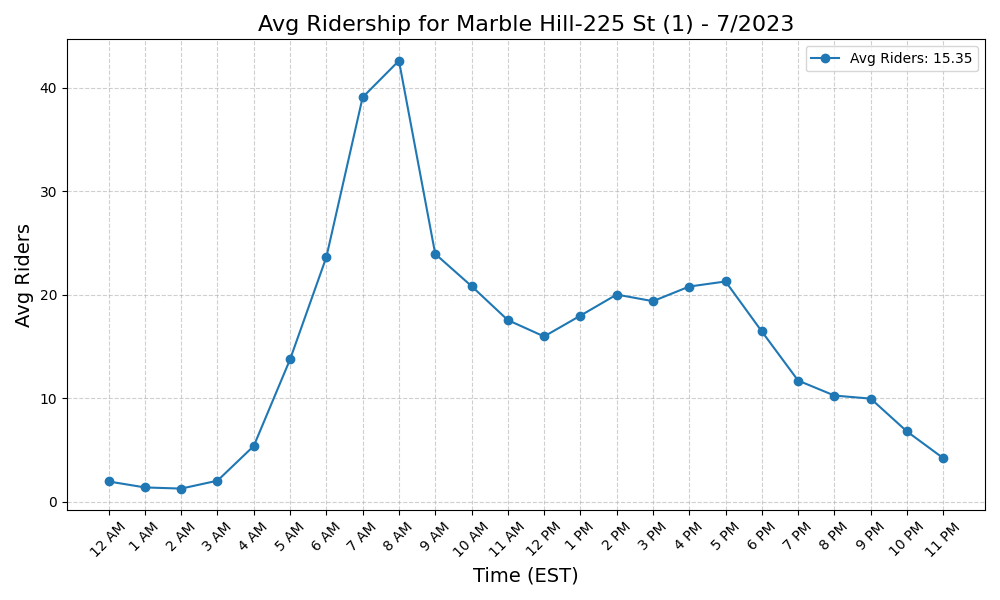 Avg Ridership for Marble Hill-225 St (1) - 7/2023
Avg Riders: 15.35
Avg Riders
40
30
20
10
0
12 AM
1 AM
2 AM
3 AM
4 AM
5 AM
6 AM
7 AM
8 AM
9 AM
10 AM
11 AM
12 PM
1 PM
2 PM
3 PM
4 PM
5 PM
6 PM
7 PM
8 PM
9 PM
10 PM
11 PM
Time (EST)